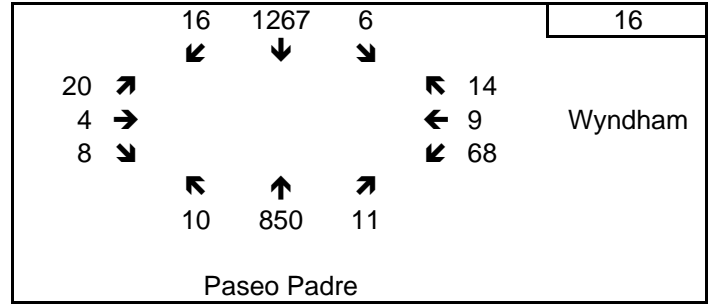 16 1267 6 16
↙ ↓ ↘
20 ↗ ↖ 14
4 → ← 9 Wyndham
8 ↘ ↙ 68
↖ ↑ ↗
10 850 11
Paseo Padre